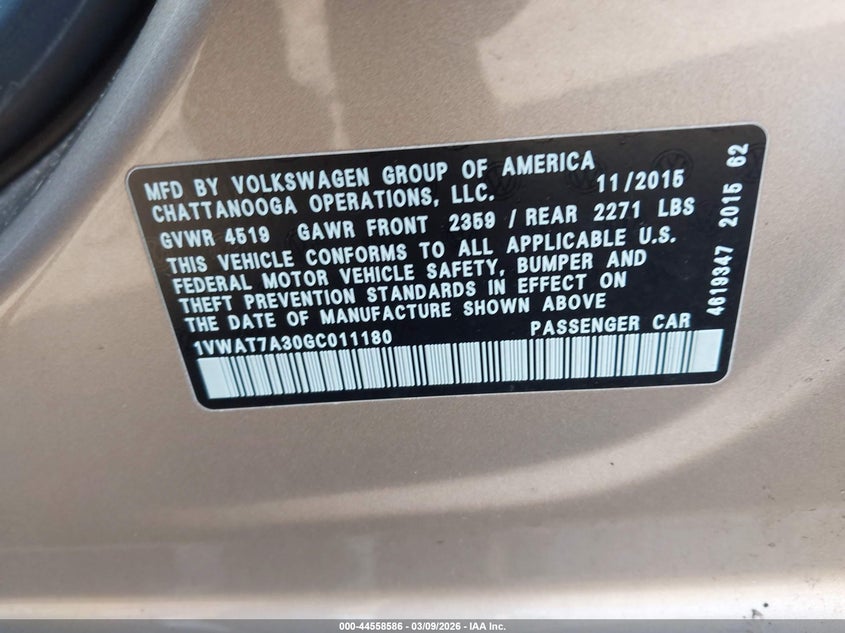 MFD BY VOLKSWAGEN GROUP OF AMERICA
CHATTANOOGA OPERATIONS, LLC. 11/2015
GVWR 4519 GAWR FRONT 2359 / REAR 2271 LBS
THIS VEHICLE CONFORMS TO ALL APPLICABLE U.S.
FEDERAL MOTOR VEHICLE SAFETY, BUMPER AND
THEFT PREVENTION STANDARDS IN EFFECT ON
THE DATE OF MANUFACTURE SHOWN ABOVE
1VWAT7A30GC011180 PASSENGER CAR
4619347 2015 62
000-44558586 - 03/09/2026 - IAA Inc.